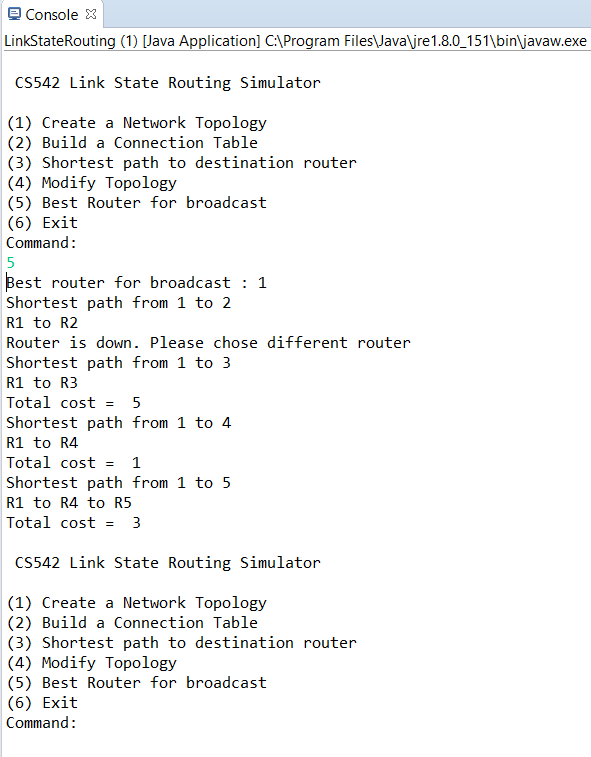 Console
LinkStateRouting (1) [Java Application] C:\Program Files\Java\jre1.8.0_151\bin\javaw.exe
CS542 Link State Routing Simulator
(1) Create a Network Topology
(2) Build a Connection Table
(3) Shortest path to destination router
(4) Modify Topology
(5) Best Router for broadcast
(6) Exit
Command:
5
Best router for broadcast : 1
Shortest path from 1 to 2
R1 to R2
Router is down. Please chose different router
Shortest path from 1 to 3
R1 to R3
Total cost =  5
Shortest path from 1 to 4
R1 to R4
Total cost =  1
Shortest path from 1 to 5
R1 to R4 to R5
Total cost =  3
CS542 Link State Routing Simulator
(1) Create a Network Topology
(2) Build a Connection Table
(3) Shortest path to destination router
(4) Modify Topology
(5) Best Router for broadcast
(6) Exit
Command: